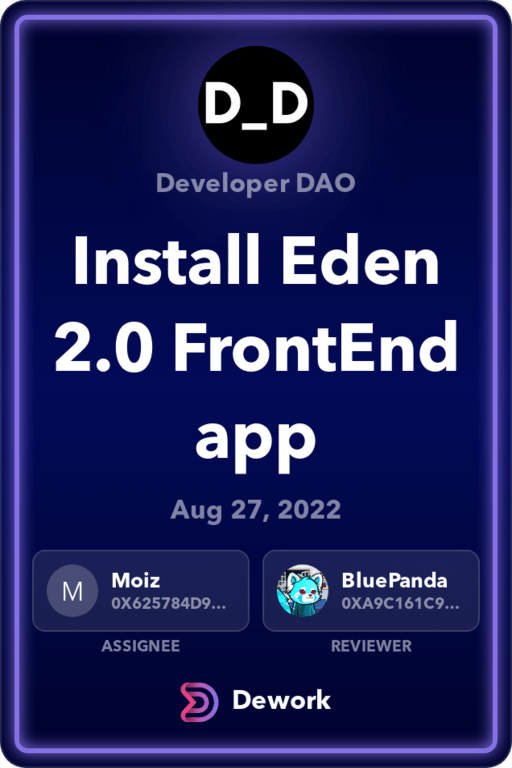 D_D
Developer DAO
Install Eden
2.0 FrontEnd
app
Aug 27, 2022
M
Moiz
0X625784D9...
BluePanda
0XA9C161C9...
ASSIGNEE
REVIEWER
Dework